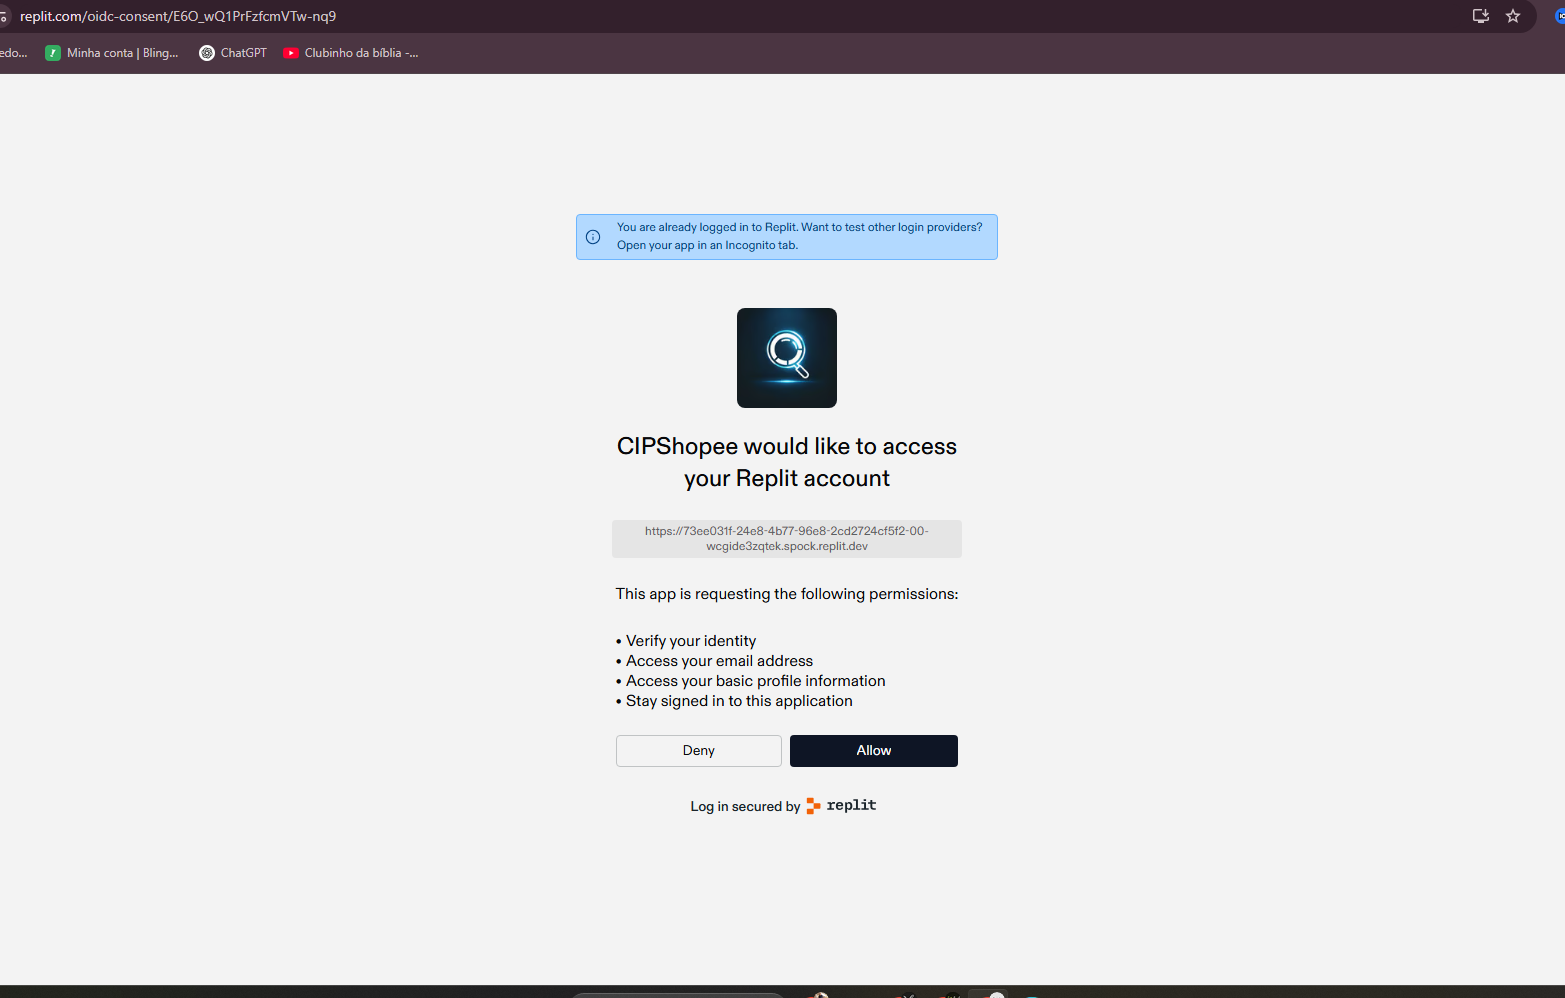 replit.com/oidc-consent/E6O_wQ1PrFzfcmVTw-nq9
edo... Minha conta | Bling... ChatGPT Clubinho da bíblia -...
You are already logged in to Replit. Want to test other login providers?
Open your app in an Incognito tab.
CIPShopee would like to access
your Replit account
https://73ee031f-24e8-4b77-96e8-2cd2724cf5f2-00-
wcgide3zqtek.spock.replit.dev
This app is requesting the following permissions:
• Verify your identity
• Access your email address
• Access your basic profile information
• Stay signed in to this application
Deny Allow
Log in secured by replit